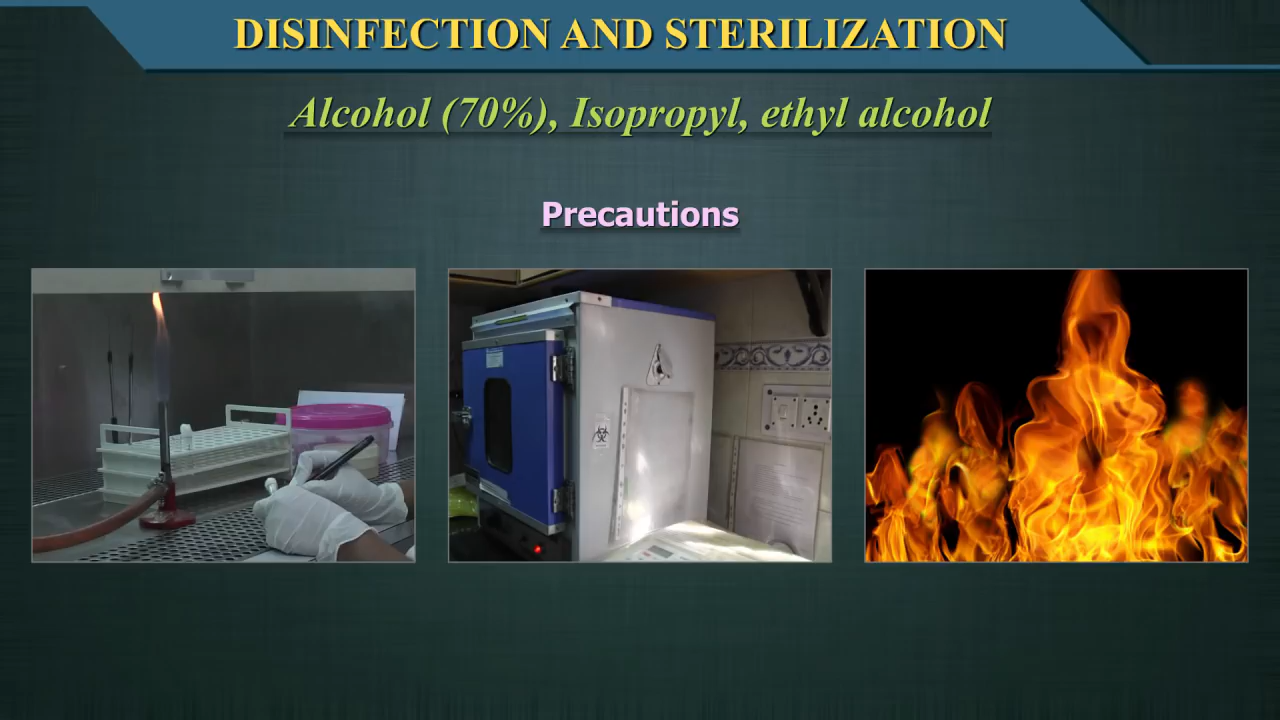 DISINFECTION AND STERILIZATION
Alcohol (70%), Isopropyl, ethyl alcohol
Precautions